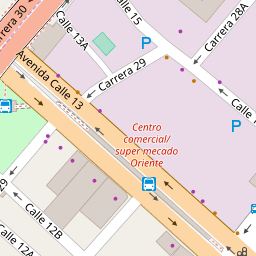 Carrera 30
Calle 15
Carrera 28A
Calle 13A
P
Carrera 29
Avenida Calle 13
P
Centro
comercial/
super mecado
Oriente
29
Calle 12B
Calle 12A